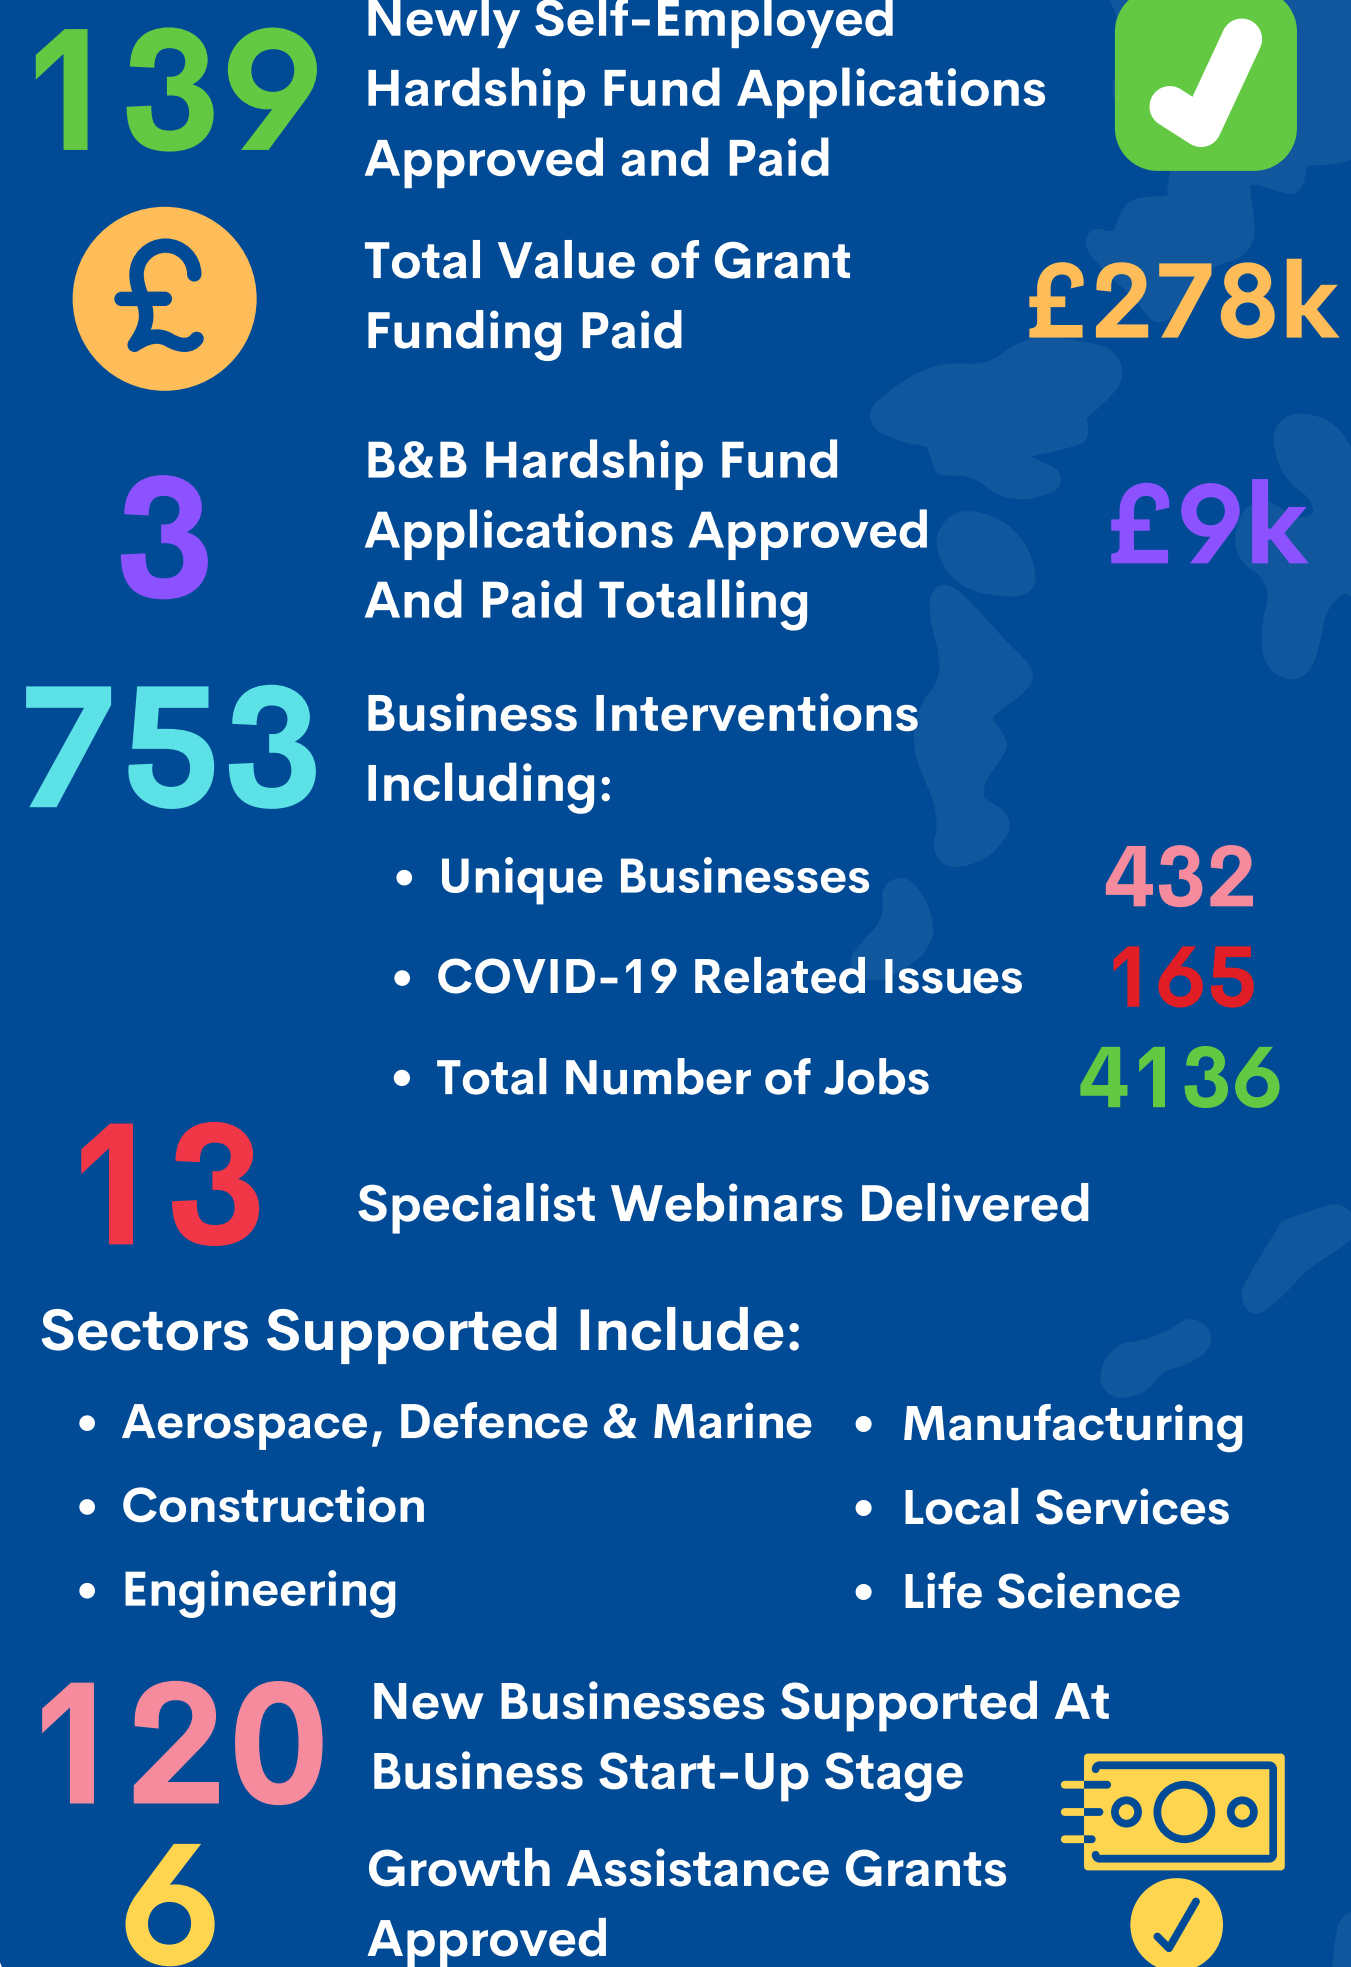 139
Newly Self-Employed
Hardship Fund Applications
Approved and Paid
£
Total Value of Grant
Funding Paid
£278k
3
B&B Hardship Fund
Applications Approved
And Paid Totalling
£9k
753
Business Interventions
Including:
• Unique Businesses 432
• COVID-19 Related Issues 165
• Total Number of Jobs 4136
13
Specialist Webinars Delivered
Sectors Supported Include:
• Aerospace, Defence & Marine
• Construction
• Engineering
• Manufacturing
• Local Services
• Life Science
120
New Businesses Supported At
Business Start-Up Stage
6
Growth Assistance Grants
Approved